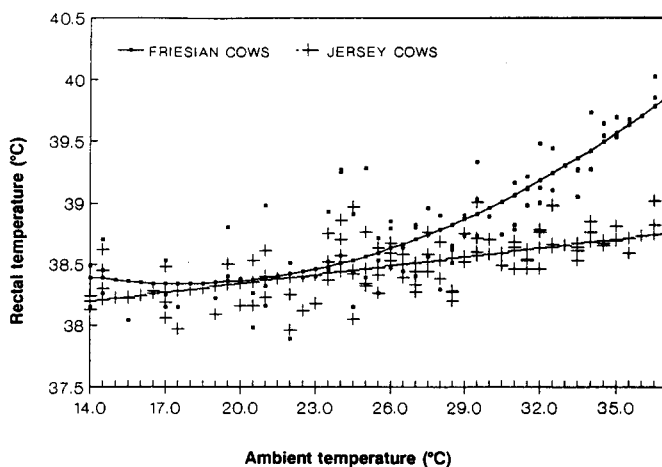 40.5
FRIESIAN COWS JERSEY COWS
40
39.5
39
38.5
38
37.5
14.0 17.0 20.0 23.0 26.0 29.0 32.0 35.0
Rectal temperature (°C)
Ambient temperature (°C)